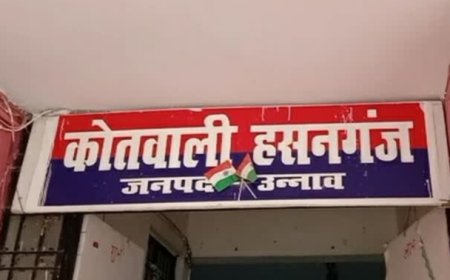 कोतवाली हसनगंज
जनपद - उन्नाव